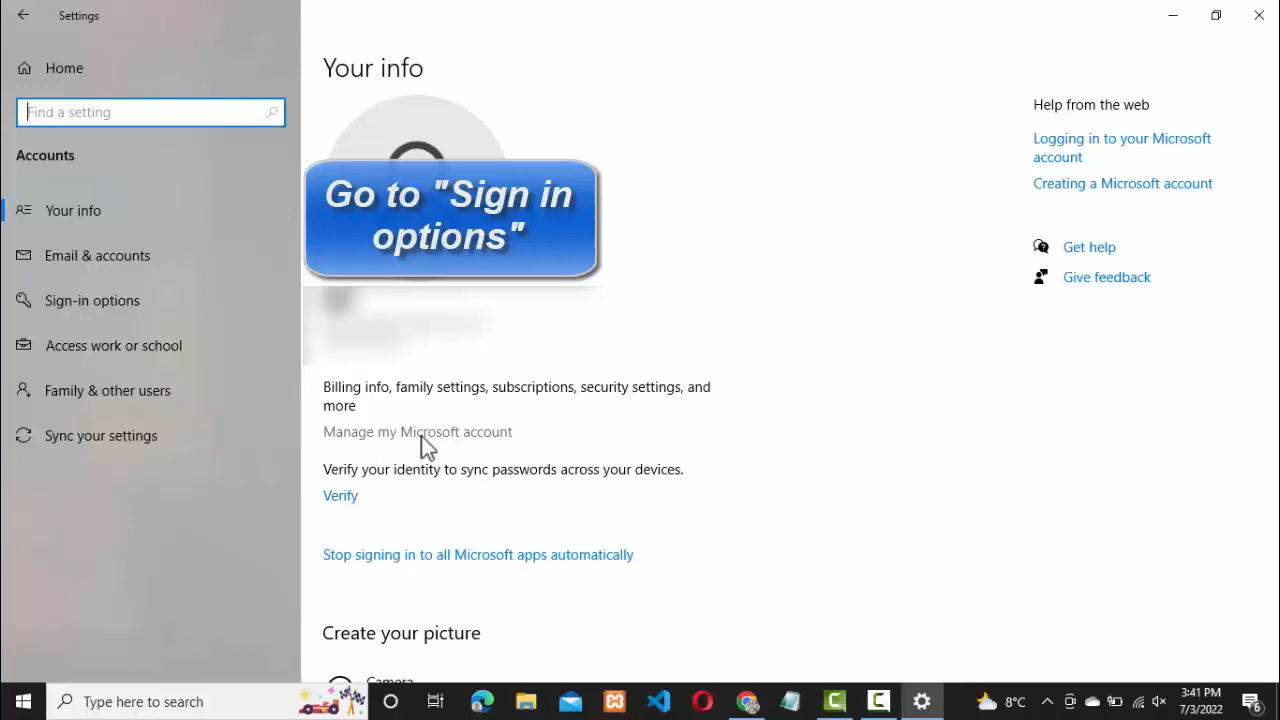 Settings
Home
Find a setting
Accounts
Your info
Email & accounts
Sign-in options
Access work or school
Family & other users
Sync your settings
Your info
Go to "Sign in
options"
Billing info, family settings, subscriptions, security settings, and
more
Manage my Microsoft account
Verify your identity to sync passwords across your devices.
Verify
Stop signing in to all Microsoft apps automatically
Create your picture
Camera
Help from the web
Logging in to your Microsoft
account
Creating a Microsoft account
Get help
Give feedback
Type here to search
8°C
3:41 PM
7/3/2022
6